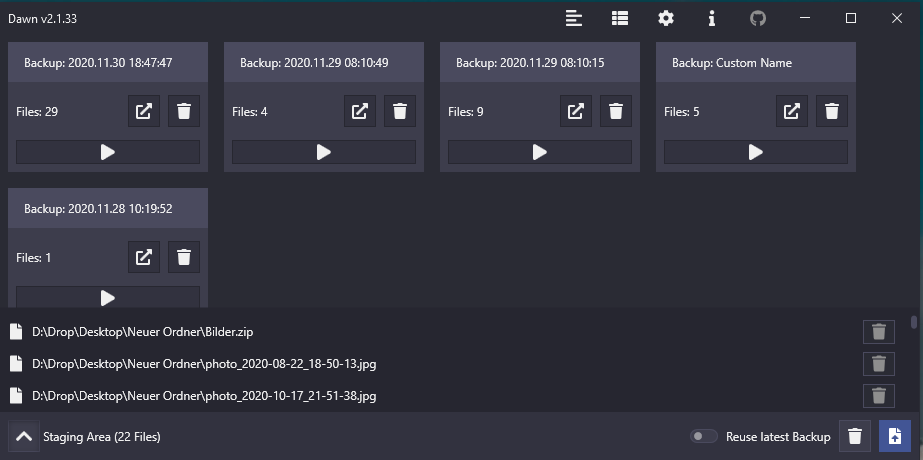 Dawn v2.1.33
Backup: 2020.11.30 18:47:47
Backup: 2020.11.29 08:10:49
Backup: 2020.11.29 08:10:15
Backup: Custom Name
Files: 29
Files: 4
Files: 9
Files: 5
Backup: 2020.11.28 10:19:52
Files: 1
D:\Drop\Desktop\Neuer Ordner\Bilder.zip
D:\Drop\Desktop\Neuer Ordner\photo_2020-08-22_18-50-13.jpg
D:\Drop\Desktop\Neuer Ordner\photo_2020-10-17_21-51-38.jpg
Staging Area (22 Files)
Reuse latest Backup